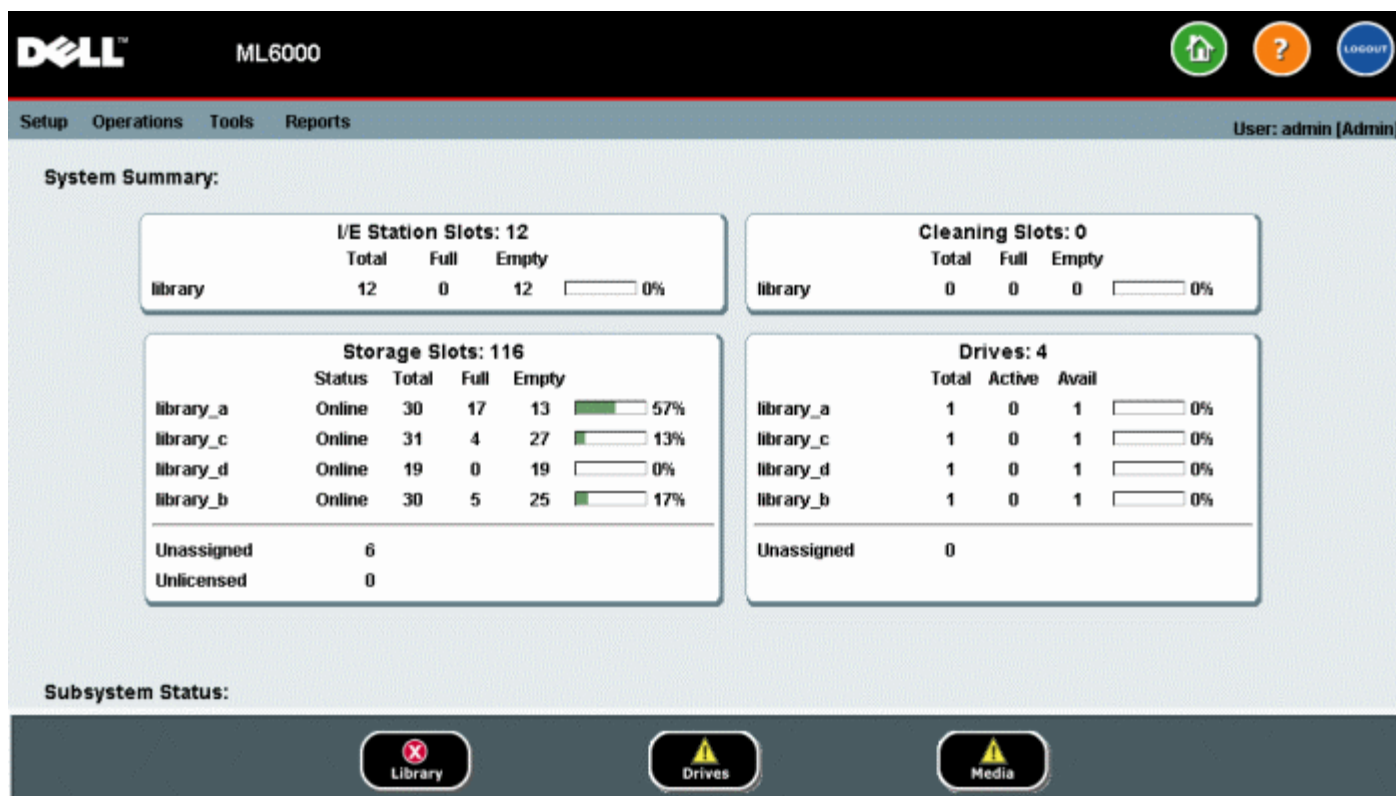 DELL™ ML6000 LOGOUT
Setup Operations Tools Reports User: admin [Admin]
System Summary:
I/E Station Slots: 12
Total Full Empty
library 12 0 12 0%
Cleaning Slots: 0
Total Full Empty
library 0 0 0 0%
Storage Slots: 116
Status Total Full Empty
library_a Online 30 17 13 57%
library_c Online 31 4 27 13%
library_d Online 19 0 19 0%
library_b Online 30 5 25 17%
Unassigned 6
Unlicensed 0
Drives: 4
Total Active Avail
library_a 1 0 1 0%
library_c 1 0 1 0%
library_d 1 0 1 0%
library_b 1 0 1 0%
Unassigned 0
Subsystem Status:
Library Drives Media